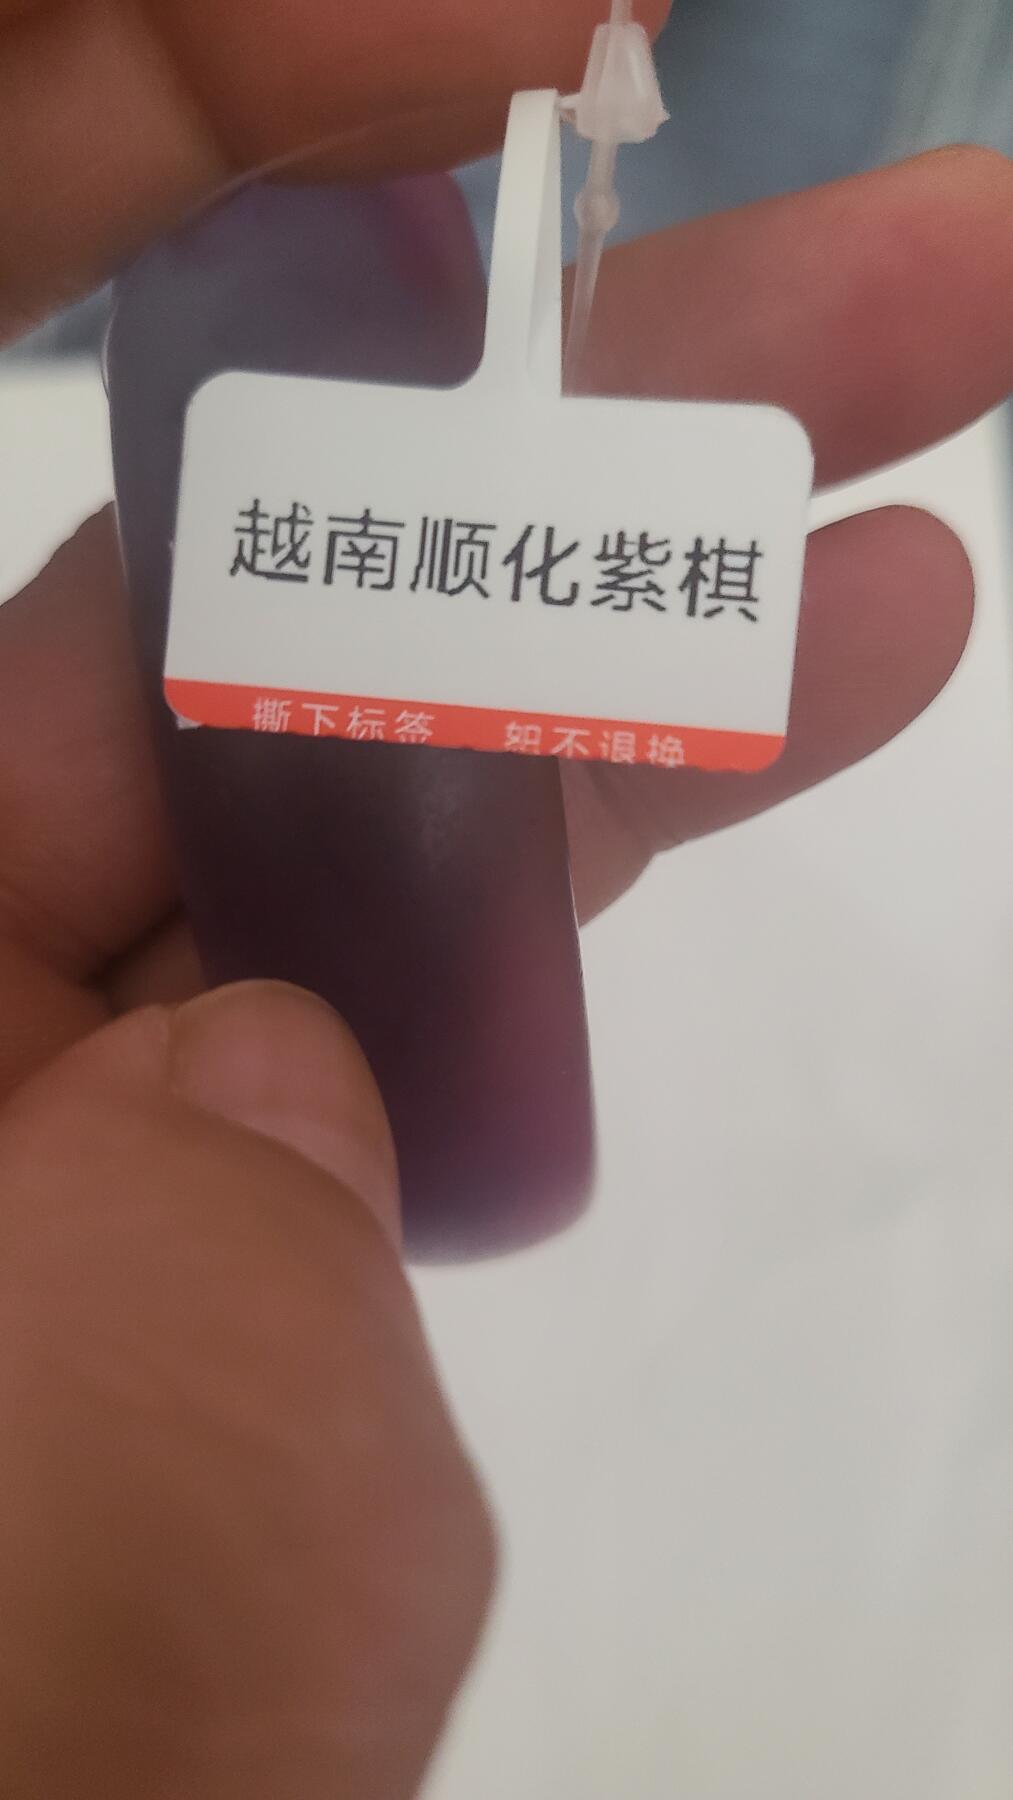 越南顺化紫棋
撕下标签 恕不退换